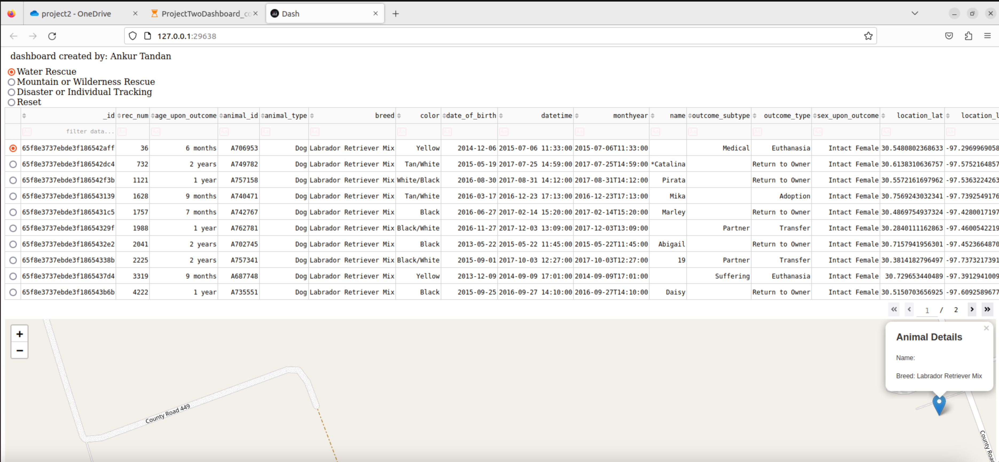 project2 - OneDrive
ProjectTwoDashboard_co
Dash
127.0.0.1:29638
dashboard created by: Ankur Tandan
Water Rescue
Mountain or Wilderness Rescue
Disaster or Individual Tracking
Reset
_id rec_num age_upon_outcome animal_id animal_type breed color date_of_birth datetime monthyear name outcome_subtype outcome_type sex_upon_outcome location_lat location_l
Aa filter data... Aa Aa Aa Aa Aa Aa Aa Aa Aa Aa Aa Aa Aa Aa Aa
65f8e3737ebde3f186542aff 36 6 months A706953 Dog Labrador Retriever Mix Yellow 2014-12-06 2015-07-06 11:33:00 2015-07-06T11:33:00 Medical Euthanasia Intact Female 30.5480802368633 -97.2969969058
65f8e3737ebde3f186542dc4 732 2 years A749782 Dog Labrador Retriever Mix Tan/White 2015-05-19 2017-07-25 14:59:00 2017-07-25T14:59:00 *Catalina Return to Owner Intact Female 30.6138310636757 -97.5752164857
65f8e3737ebde3f186542f3b 1121 1 year A757158 Dog Labrador Retriever Mix White/Black 2016-08-30 2017-08-31 14:12:00 2017-08-31T14:12:00 Pirata Return to Owner Intact Female 30.5572161697962 -97.5363224263
65f8e3737ebde3f186543139 1628 9 months A740471 Dog Labrador Retriever Mix Tan/White 2016-03-17 2016-12-23 17:13:00 2016-12-23T17:13:00 Mika Adoption Intact Female 30.7569243032341 -97.7392549176
65f8e3737ebde3f1865431c5 1757 7 months A742767 Dog Labrador Retriever Mix Black 2016-06-27 2017-02-14 15:20:00 2017-02-14T15:20:00 Marley Return to Owner Intact Female 30.4869754937324 -97.4280017197
65f8e3737ebde3f18654329f 1988 1 year A762781 Dog Labrador Retriever Mix Black/White 2016-11-27 2017-12-03 13:09:00 2017-12-03T13:09:00 Partner Transfer Intact Female 30.2840111162863 -97.4600542219
65f8e3737ebde3f1865432e2 2041 2 years A702745 Dog Labrador Retriever Mix Black 2013-05-22 2015-05-22 11:45:00 2015-05-22T11:45:00 Abigail Return to Owner Intact Female 30.7157941956301 -97.4523664870
65f8e3737ebde3f18654338b 2225 2 years A757341 Dog Labrador Retriever Mix Black/White 2015-09-01 2017-10-03 12:27:00 2017-10-03T12:27:00 19 Partner Transfer Intact Female 30.3814182796497 -97.7373217391
65f8e3737ebde3f1865437d4 3319 9 months A687748 Dog Labrador Retriever Mix Yellow 2013-12-09 2014-09-09 17:01:00 2014-09-09T17:01:00 Suffering Euthanasia Intact Female 30.729653440489 -97.3912941009
65f8e3737ebde3f186543b6b 4222 1 year A735551 Dog Labrador Retriever Mix Black 2015-09-25 2016-09-27 14:10:00 2016-09-27T14:10:00 Daisy Return to Owner Intact Female 30.5150703656925 -97.6092589677
« ‹ 1 / 2 › »
+
−
Animal Details
Name:
Breed: Labrador Retriever Mix
County Road 449
County Roa